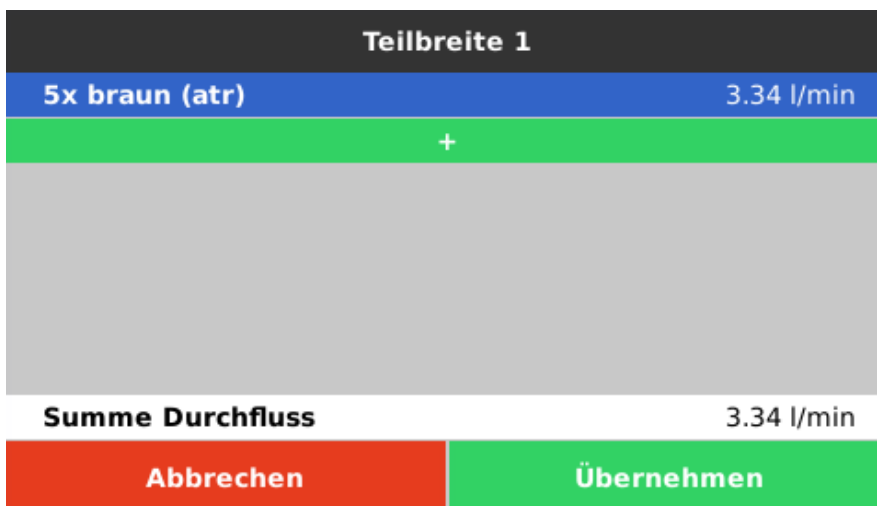 Teilbreite 1
5x braun (atr) 3.34 l/min
+
Summe Durchfluss 3.34 l/min
Abbrechen Übernehmen